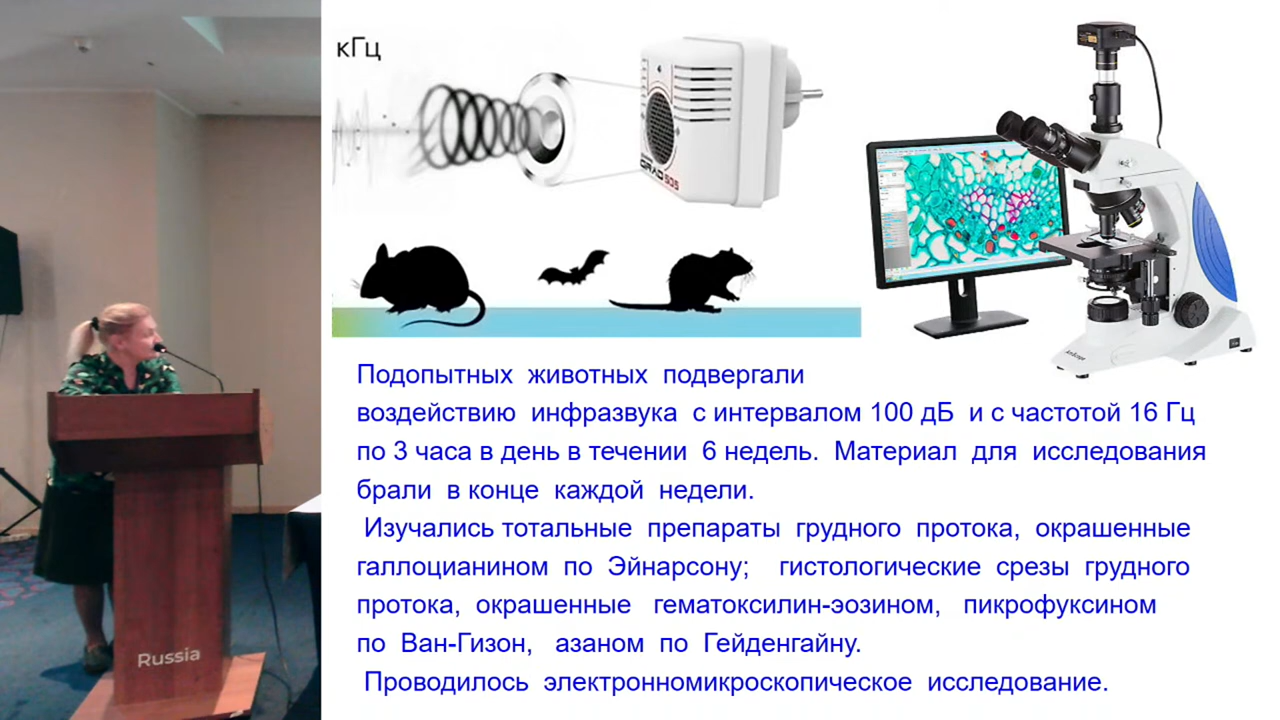 кГц
GRAD 505
Подопытных животных подвергали
воздействию инфразвука с интервалом 100 дБ и с частотой 16 Гц
по 3 часа в день в течении 6 недель. Материал для исследования
брали в конце каждой недели.
Изучались тотальные препараты грудного протока, окрашенные
галлоцианином по Эйнарсону; гистологические срезы грудного
протока, окрашенные гематоксилин-эозином, пикрофуксином
по Ван-Гизон, азаном по Гейденгайну.
Проводилось электронномикроскопическое исследование.
Russia